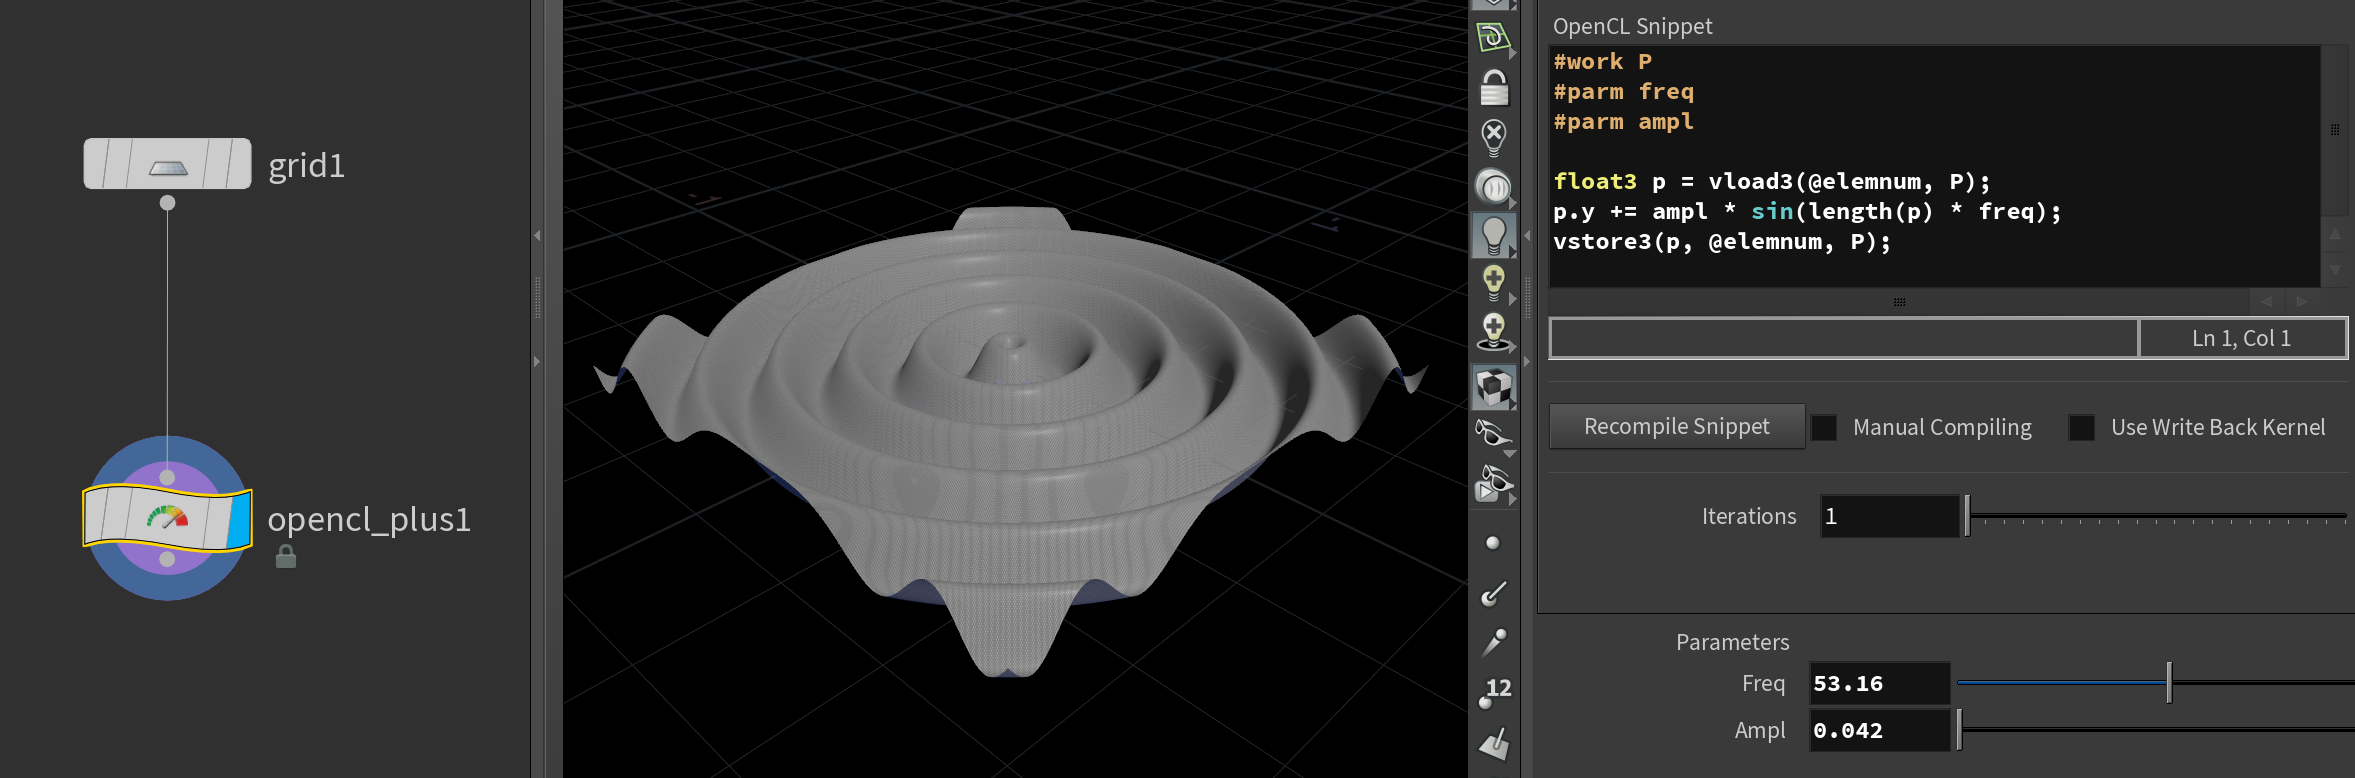 grid1
opencl_plus1
12
OpenCL Snippet
#work P
#parm freq
#parm ampl
float3 p = vload3(@elemnum, P);
p.y += ampl * sin(length(p) * freq);
vstore3(p, @elemnum, P);
Ln 1, Col 1
Recompile Snippet Manual Compiling Use Write Back Kernel
Iterations 1
Parameters
Freq 53.16
Ampl 0.042